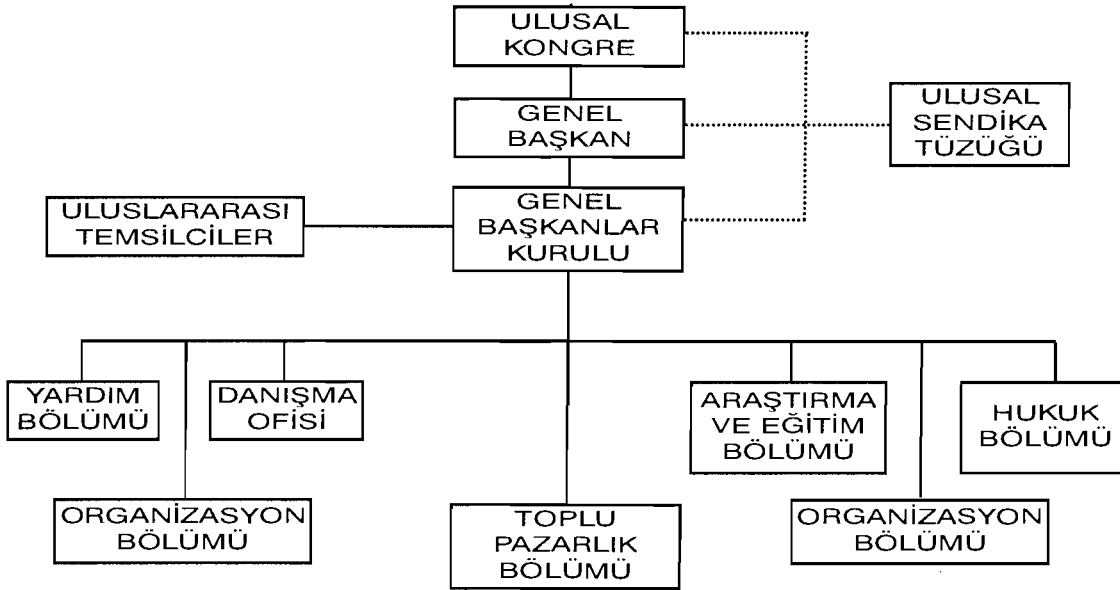 ULUSAL
KONGRE
GENEL
BAŞKAN
ULUSAL
SENDİKA
TÜZÜĞÜ
ULUSLARARASI
TEMSİLCİLER
GENEL
BAŞKANLAR
KURULU
YARDIM
BÖLÜMÜ
DANIŞMA
OFİSİ
ARAŞTIRMA
VE EĞİTİM
BÖLÜMÜ
HUKUK
BÖLÜMÜ
ORGANİZASYON
BÖLÜMÜ
TOPLU
PAZARLIK
BÖLÜMÜ
ORGANİZASYON
BÖLÜMÜ